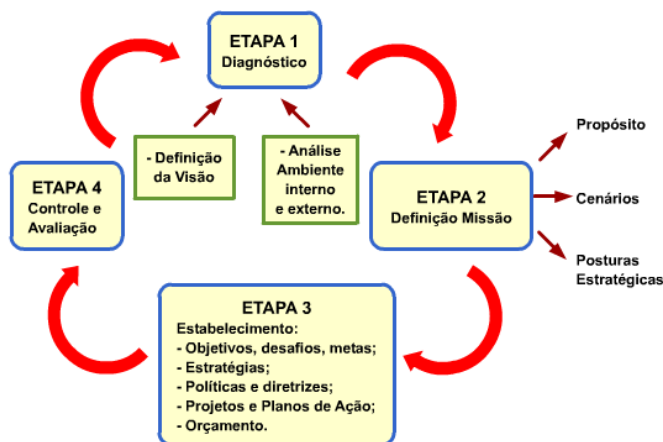 ETAPA 1
Diagnóstico
- Definição
da Visão
- Análise
Ambiente
interno
e externo.
ETAPA 2
Definição Missão
Propósito
Cenários
Posturas
Estratégicas
ETAPA 3
Estabelecimento:
- Objetivos, desafios, metas;
- Estratégias;
- Políticas e diretrizes;
- Projetos e Planos de Ação;
- Orçamento.
ETAPA 4
Controle e
Avaliação